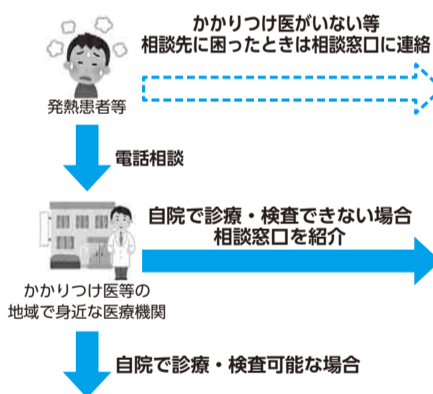 かかりつけ医がいない等
相談先に困ったときは相談窓口に連絡
発熱患者等
電話相談
自院で診療・検査できない場合
相談窓口を紹介
かかりつけ医等の
地域で身近な医療機関
自院で診療・検査可能な場合